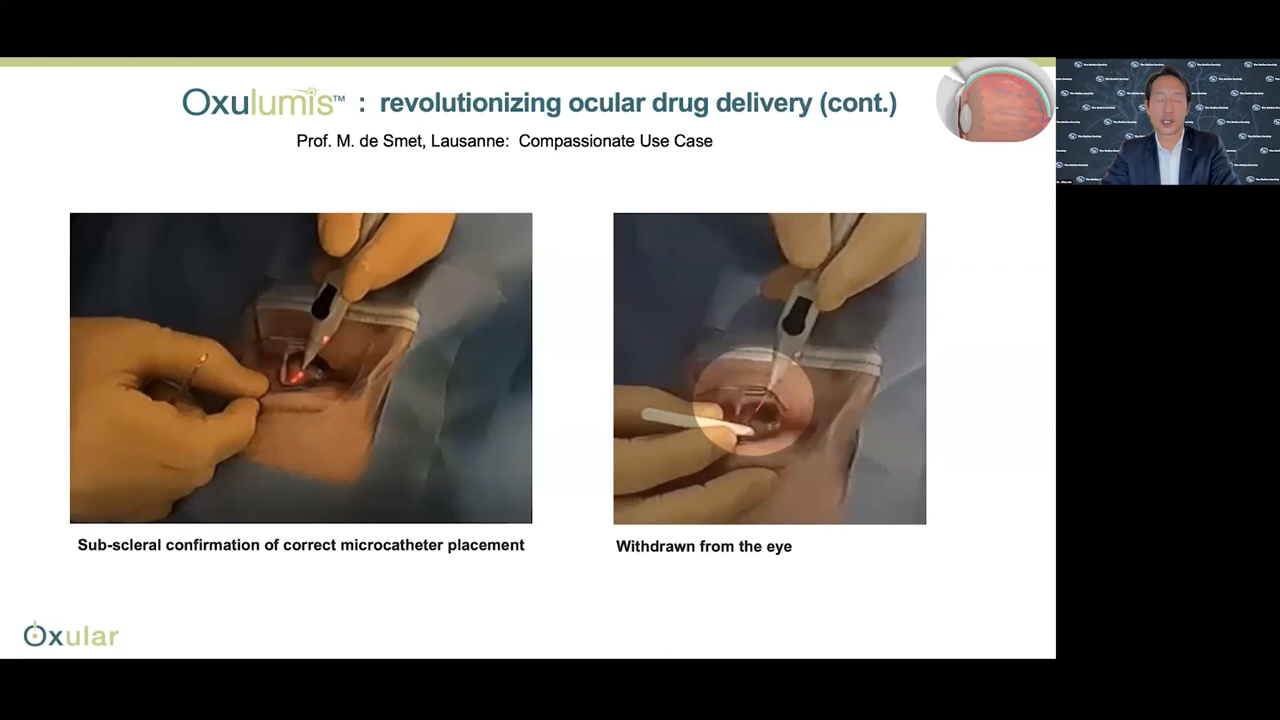 Oxulumis™ : revolutionizing ocular drug delivery (cont.)
Prof. M. de Smet, Lausanne: Compassionate Use Case
Sub-scleral confirmation of correct microcatheter placement
Withdrawn from the eye
Oxular